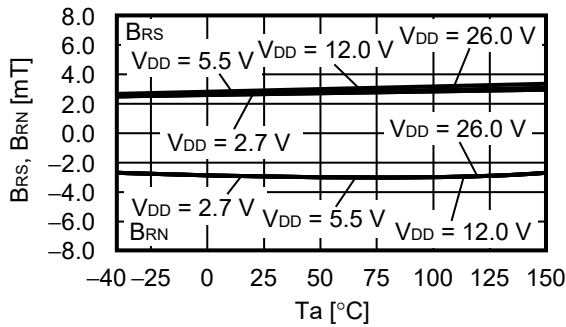 8.0
6.0
4.0
2.0
0.0
−2.0
−4.0
−6.0
−8.0
BRS, BRN [mT]
BRS
VDD = 5.5 V
VDD = 12.0 V
VDD = 26.0 V
VDD = 2.7 V
VDD = 26.0 V
VDD = 2.7 V
VDD = 5.5 V
VDD = 12.0 V
BRN
−40 −25 0 25 50 75 100 125 150
Ta [°C]